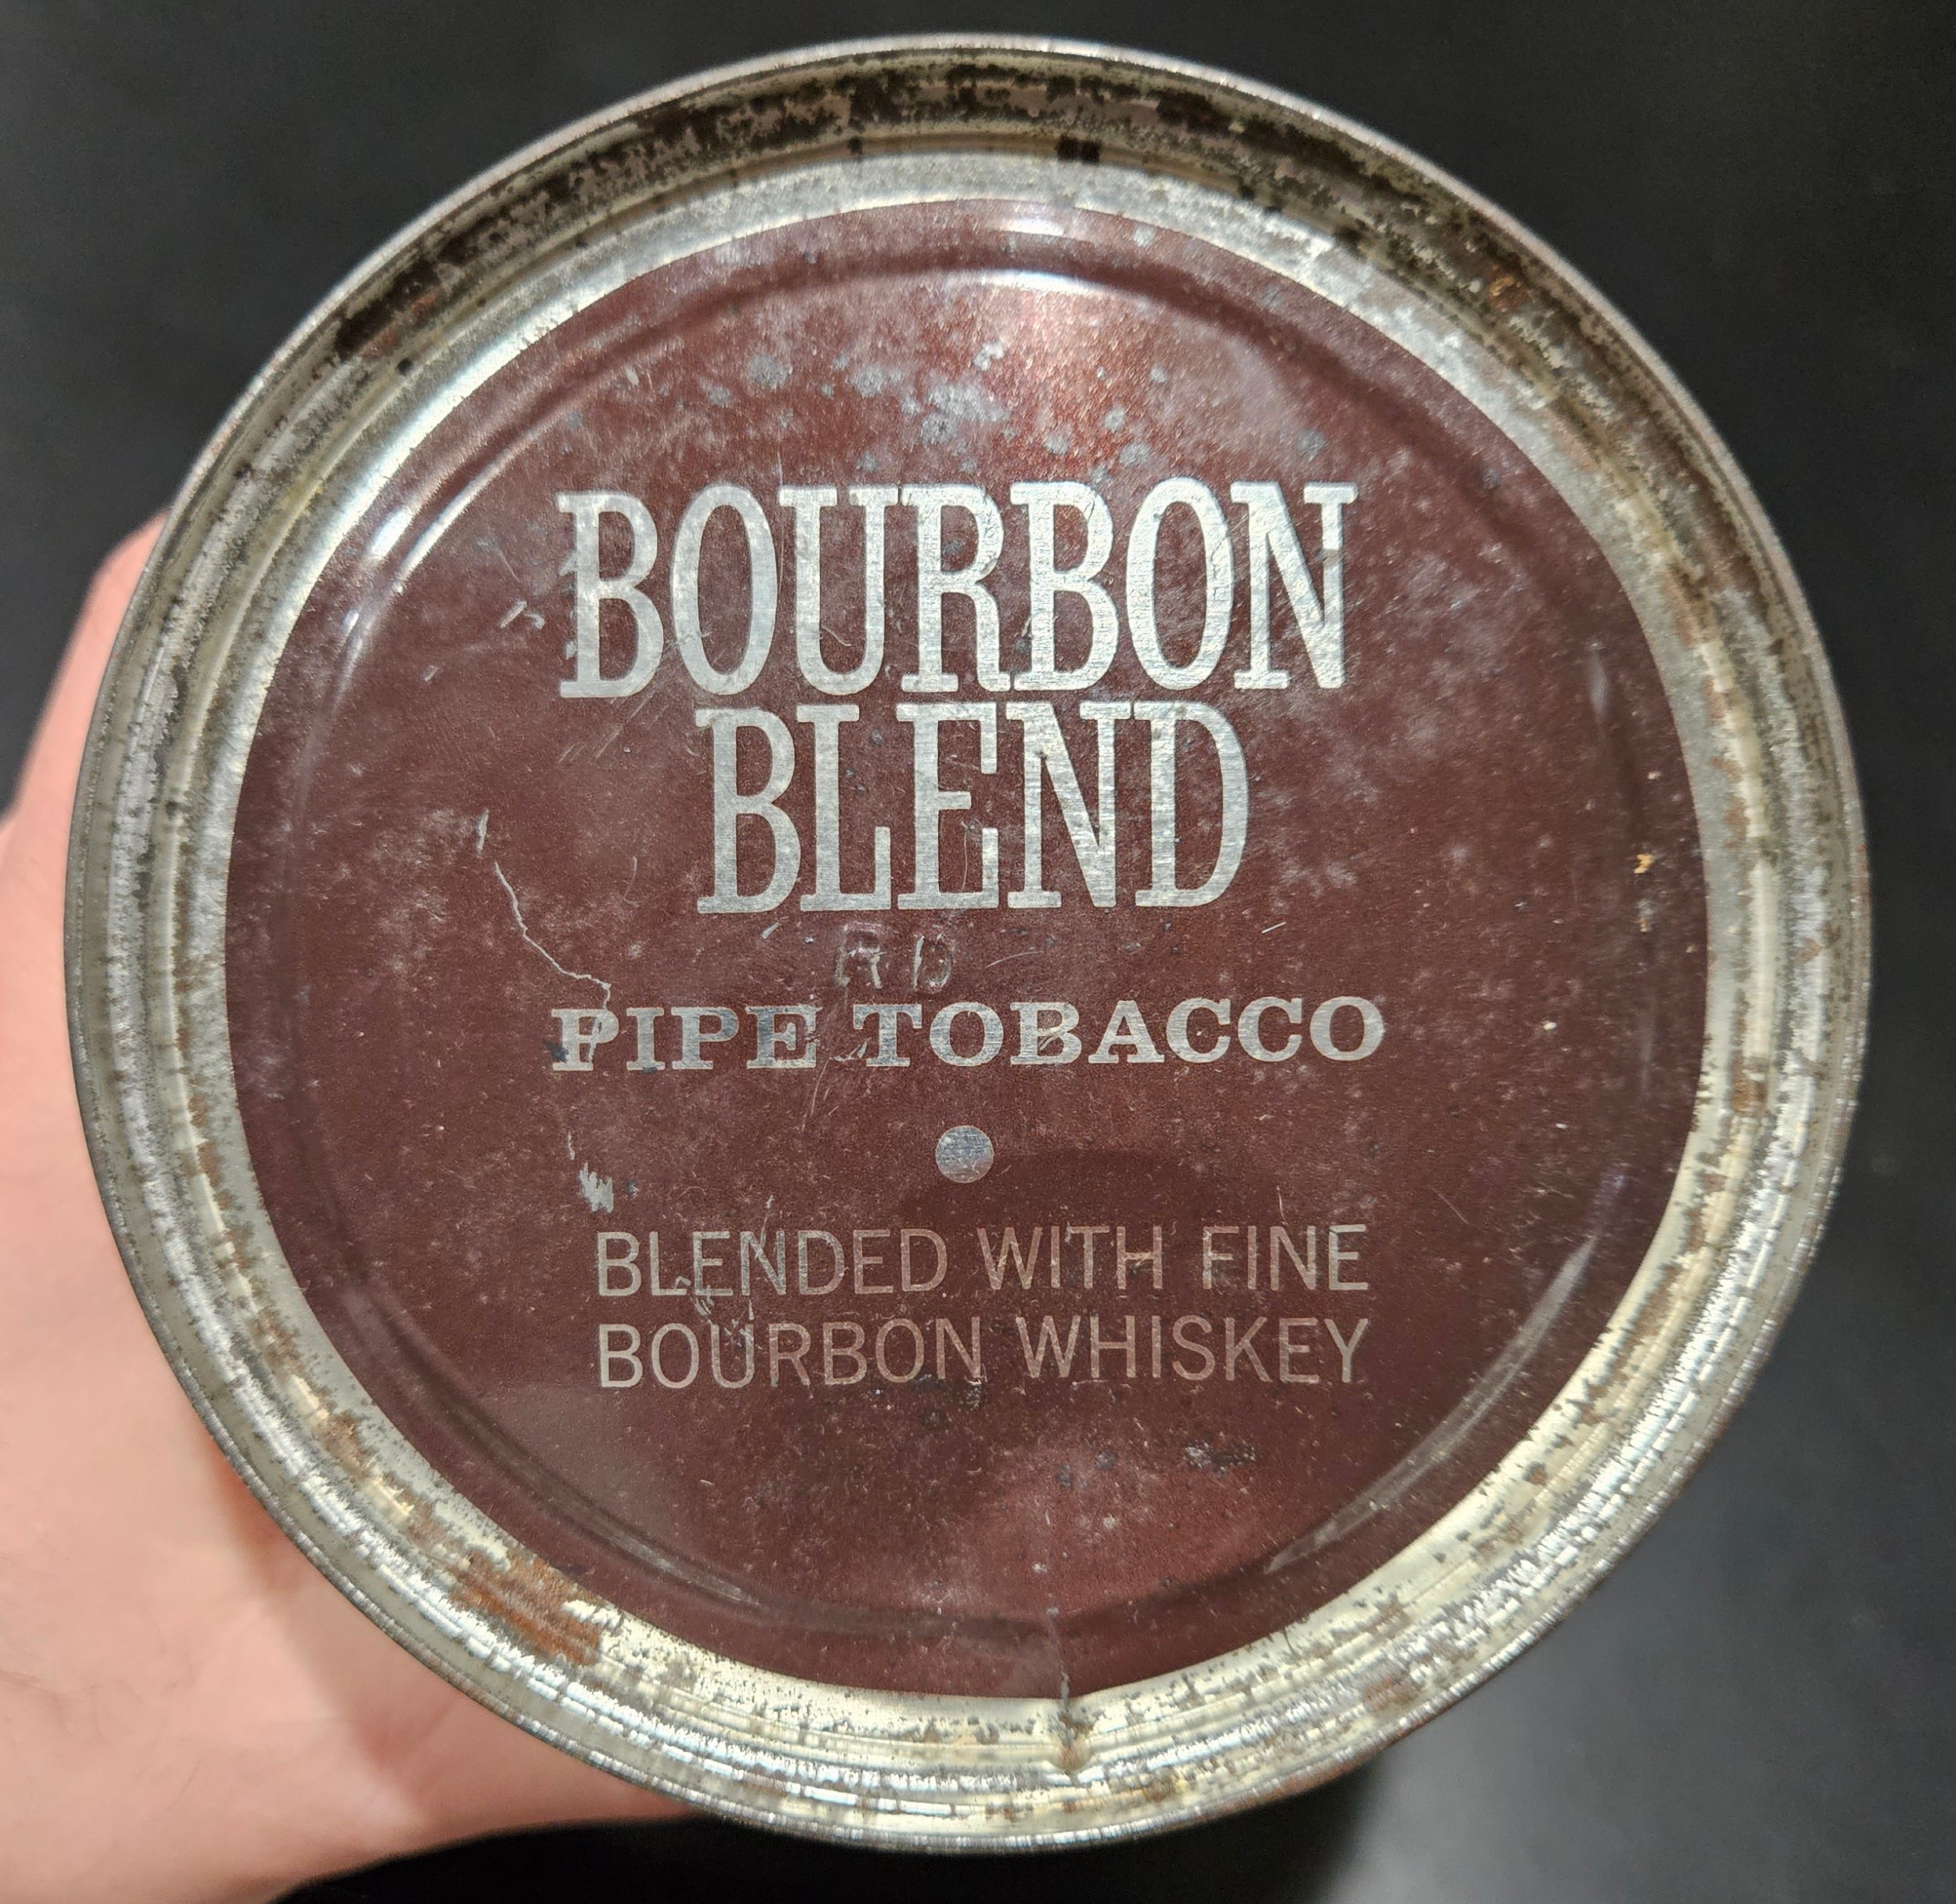 BOURBON
BLEND
PIPE TOBACCO
BLENDED WITH FINE
BOURBON WHISKEY